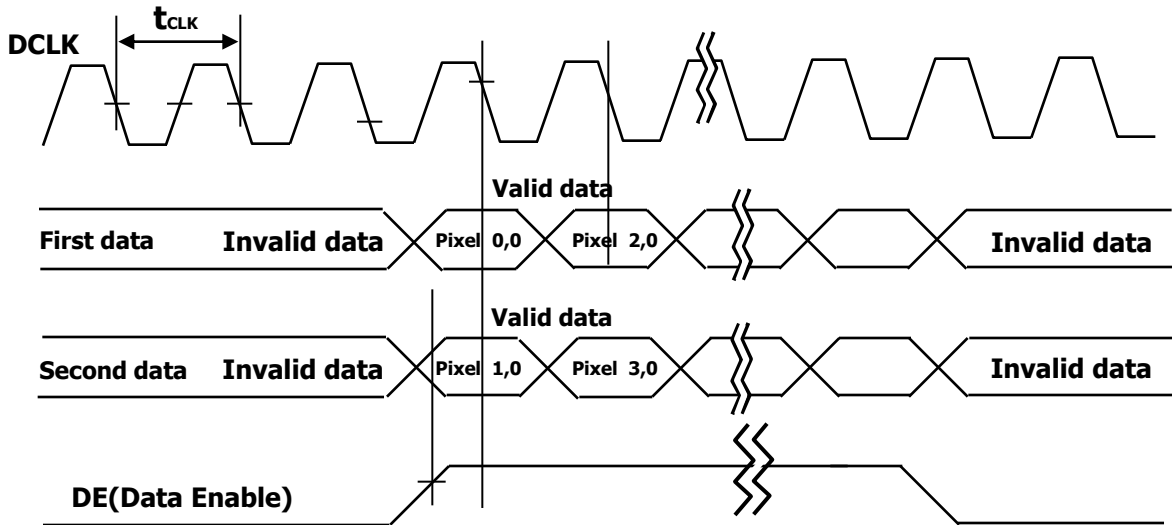 tCLK
DCLK
Valid data
First data Invalid data Pixel 0,0 Pixel 2,0 Invalid data
Valid data
Second data Invalid data Pixel 1,0 Pixel 3,0 Invalid data
DE(Data Enable)